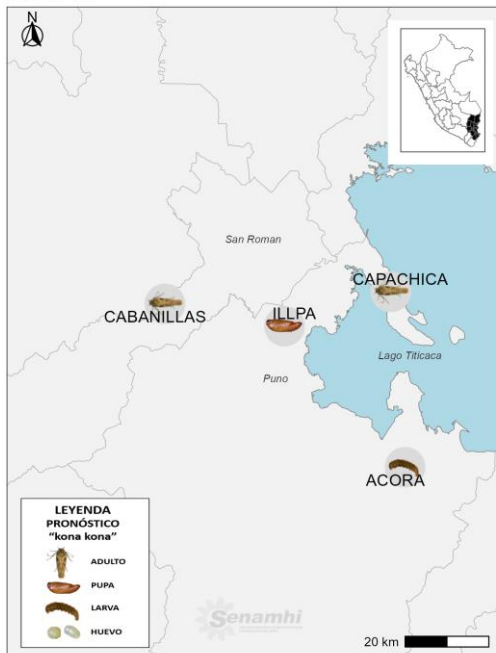 N
San Roman
CAPACHICA
CABANILLAS
ILLPA
Lago Titicaca
Puno
ACORA
LEYENDA
PRONÓSTICO
"kona kona"
ADULTO
PUPA
LARVA
HUEVO
Senamhi
20 km